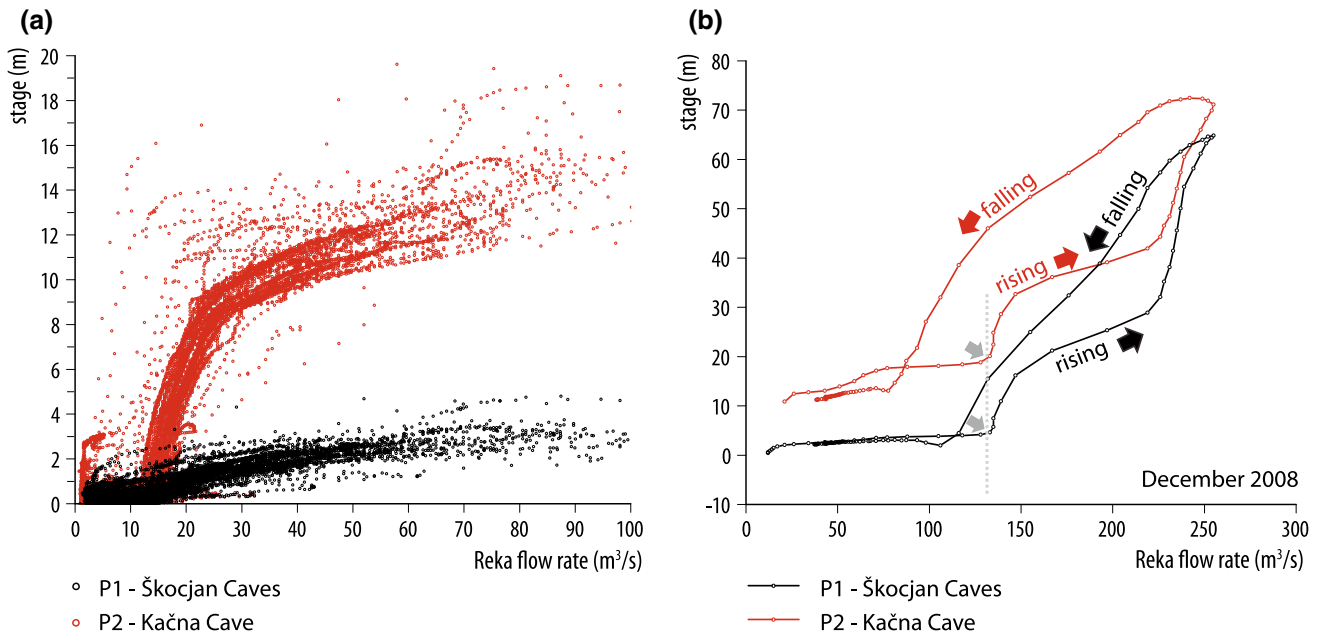 (a)
stage (m)
20
18
16
14
12
10
8
6
4
2
0
0 10 20 30 40 50 60 70 80 90 100
Reka flow rate (m³/s)
P1 - Škocjan Caves
P2 - Kačna Cave
(b)
stage (m)
80
70
60
50
40
30
20
10
0
-10
falling
falling
rising
rising
December 2008
0 50 100 150 200 250 300
Reka flow rate (m³/s)
P1 - Škocjan Caves
P2 - Kačna Cave